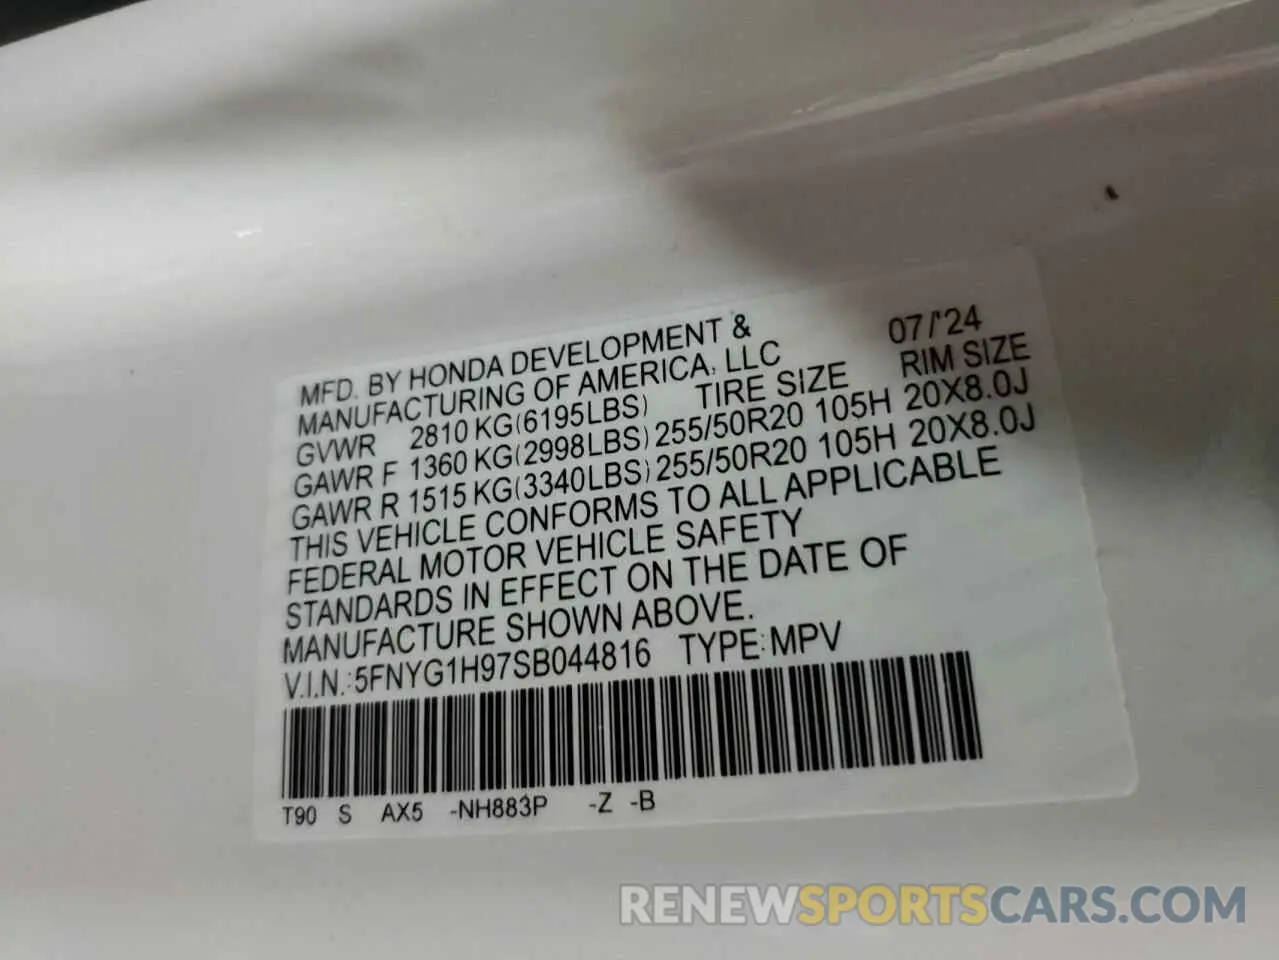 MFD. BY HONDA DEVELOPMENT & 07/'24
MANUFACTURING OF AMERICA, LLC
GVWR 2810 KG(6195LBS) TIRE SIZE RIM SIZE
GAWR F 1360 KG(2998LBS) 255/50R20 105H 20X8.0J
GAWR R 1515 KG(3340LBS) 255/50R20 105H 20X8.0J
THIS VEHICLE CONFORMS TO ALL APPLICABLE
FEDERAL MOTOR VEHICLE SAFETY
STANDARDS IN EFFECT ON THE DATE OF
MANUFACTURE SHOWN ABOVE.
V.I.N.:5FNYG1H97SB044816 TYPE:MPV
T90 S AX5 -NH883P -Z -B
RENEWSPORTSCARS.COM